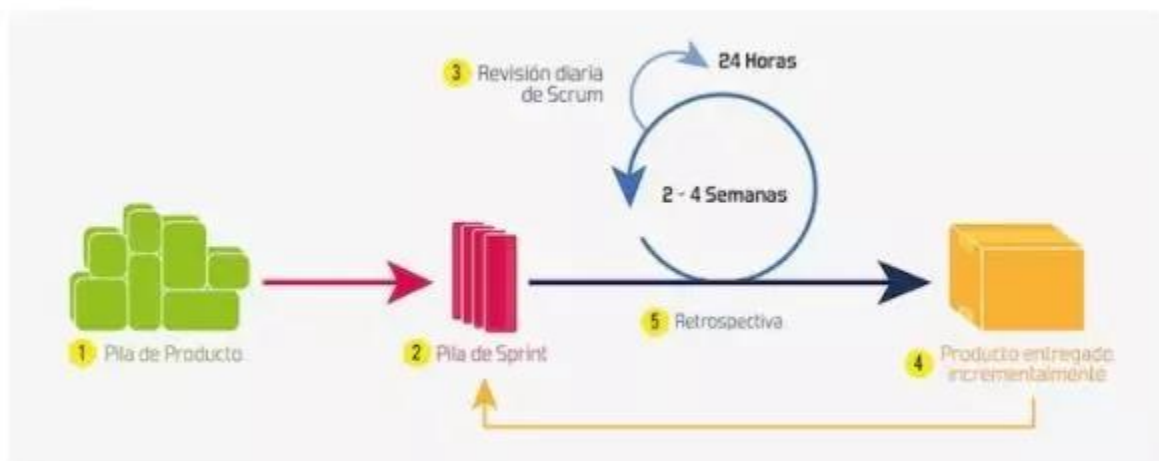 3 Revisión diaria
de Scrum
24 Horas
2 - 4 Semanas
1 Pila de Producto
2 Pila de Sprint
5 Retrospectiva
4 Producto entregado
incrementalmente